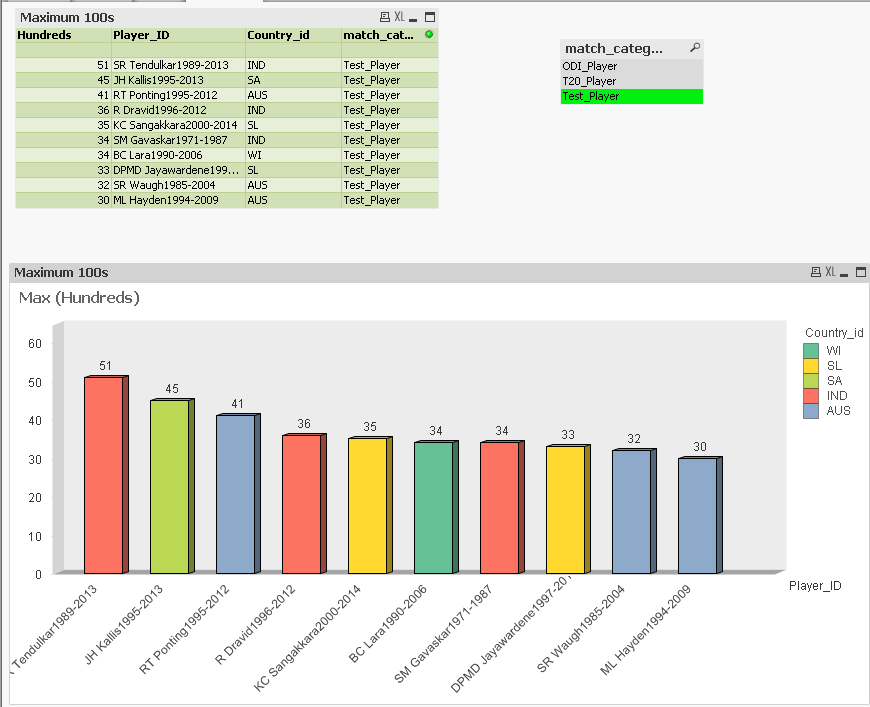 Maximum 100s XL
Hundreds Player_ID Country_id match_cat...
51 SR Tendulkar1989-2013 IND Test_Player
45 JH Kallis1995-2013 SA Test_Player
41 RT Ponting1995-2012 AUS Test_Player
36 R Dravid1996-2012 IND Test_Player
35 KC Sangakkara2000-2014 SL Test_Player
34 SM Gavaskar1971-1987 IND Test_Player
34 BC Lara1990-2006 WI Test_Player
33 DPMD Jayawardene199... SL Test_Player
32 SR Waugh1985-2004 AUS Test_Player
30 ML Hayden1994-2009 AUS Test_Player
match_categ...
ODI_Player
T20_Player
Test_Player
Maximum 100s XL
Max (Hundreds)
Country_id
WI
SL
SA
IND
AUS
60
50
40
30
20
10
0
51
45
41
36
35
34
34
33
32
30
Tendulkar1989-2013
JH Kallis1995-2013
RT Ponting1995-2012
R Dravid1996-2012
KC Sangakkara2000-2014
BC Lara1990-2006
SM Gavaskar1971-1987
DPMD Jayawardene1997-201
SR Waugh1985-2004
ML Hayden1994-2009
Player_ID